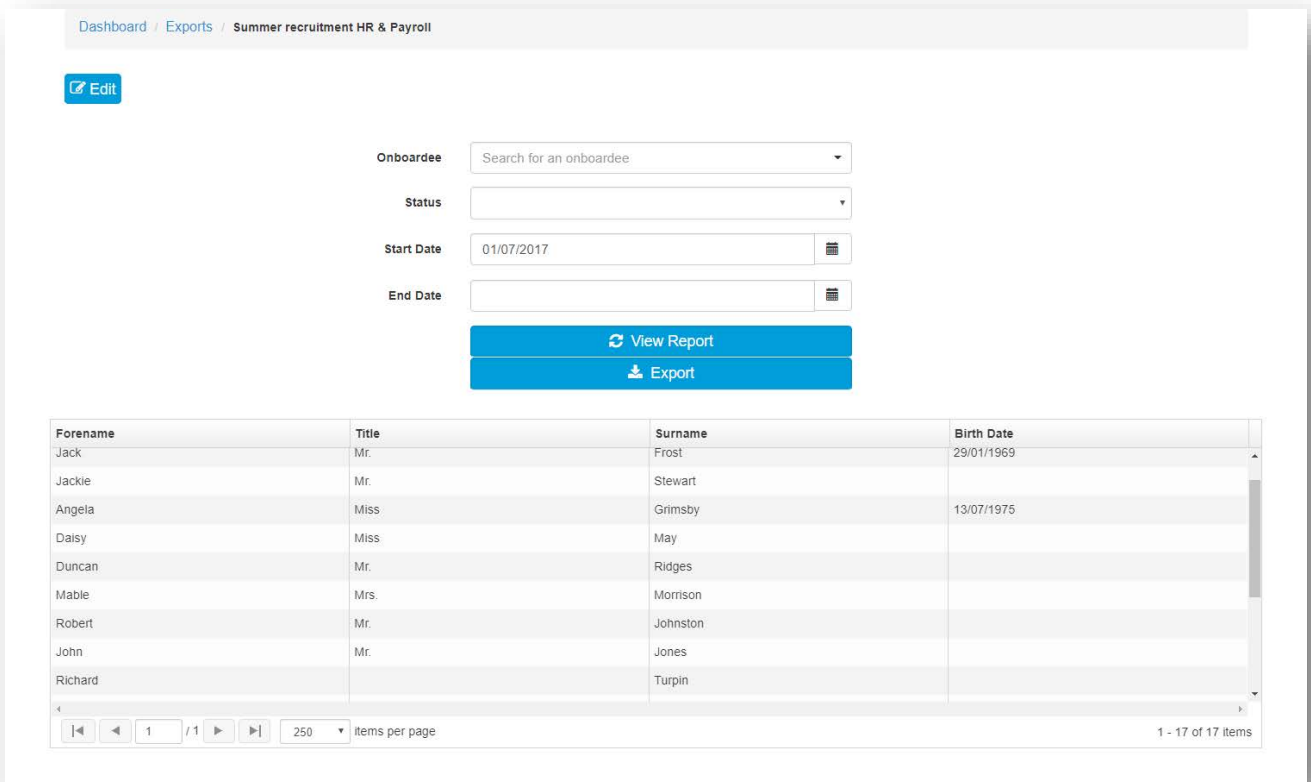 Dashboard / Exports / Summer recruitment HR & Payroll
Edit
Onboardee Search for an onboardee
Status
Start Date 01/07/2017
End Date
View Report
Export
Forename Title Surname Birth Date
Jack Mr. Frost 29/01/1969
Jackie Mr. Stewart
Angela Miss Grimsby 13/07/1975
Daisy Miss May
Duncan Mr. Ridges
Mable Mrs. Morrison
Robert Mr. Johnston
John Mr. Jones
Richard Turpin
1 / 1 250 items per page 1 - 17 of 17 items